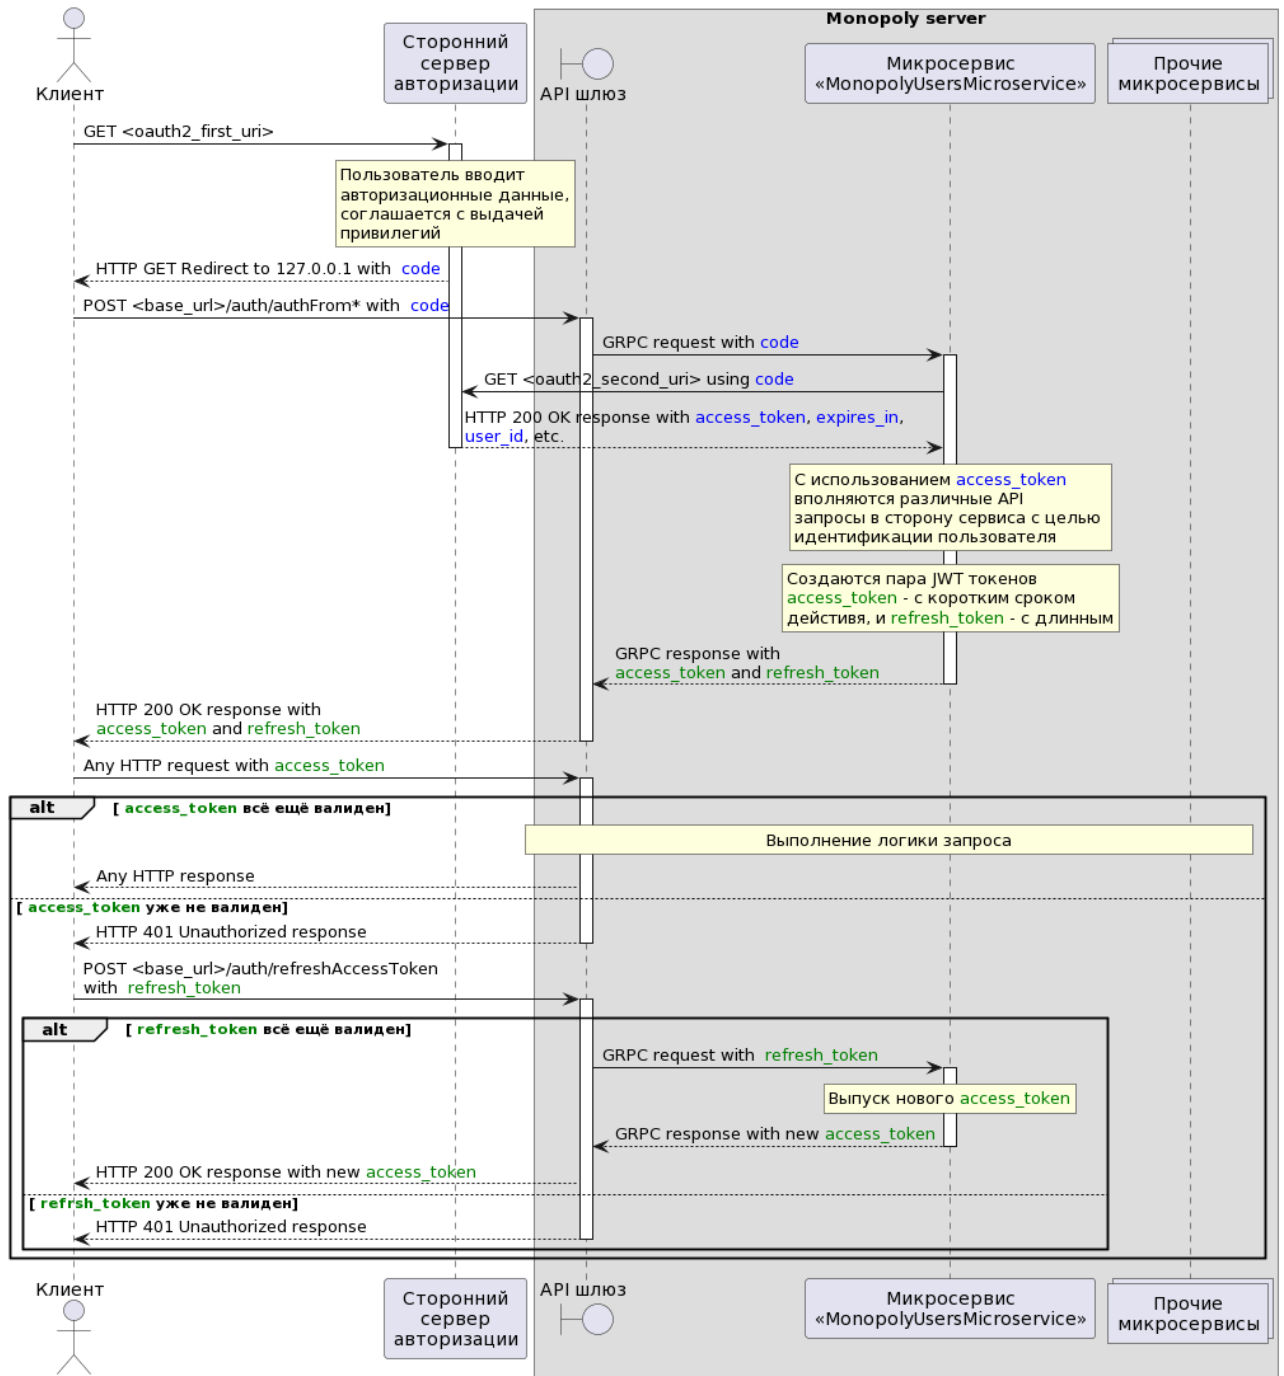 Monopoly server
Клиент
Сторонний
сервер
авторизации
API шлюз
Микросервис
«MonopolyUsersMicroservice»
Прочие
микросервисы
GET <oauth2_first_uri>
Пользователь вводит
авторизационные данные,
соглашается с выдачей
привилегий
HTTP GET Redirect to 127.0.0.1 with code
POST <base_url>/auth/authFrom* with code
GRPC request with code
GET <oauth2_second_uri> using code
HTTP 200 OK response with access_token, expires_in,
user_id, etc.
С использованием access_token
вполняются различные API
запросы в сторону сервиса с целью
идентификации пользователя
Создаются пара JWT токенов
access_token - с коротким сроком
действия, и refresh_token - с длинным
GRPC response with
access_token and refresh_token
HTTP 200 OK response with
access_token and refresh_token
Any HTTP request with access_token
alt [ access_token всё ещё валиден]
Выполнение логики запроса
Any HTTP response
[ access_token уже не валиден]
HTTP 401 Unauthorized response
POST <base_url>/auth/refreshAccessToken
with refresh_token
alt [ refresh_token всё ещё валиден]
GRPC request with refresh_token
Выпуск нового access_token
GRPC response with new access_token
HTTP 200 OK response with new access_token
[ refrsh_token уже не валиден]
HTTP 401 Unauthorized response
Клиент
Сторонний
сервер
авторизации
API шлюз
Микросервис
«MonopolyUsersMicroservice»
Прочие
микросервисы